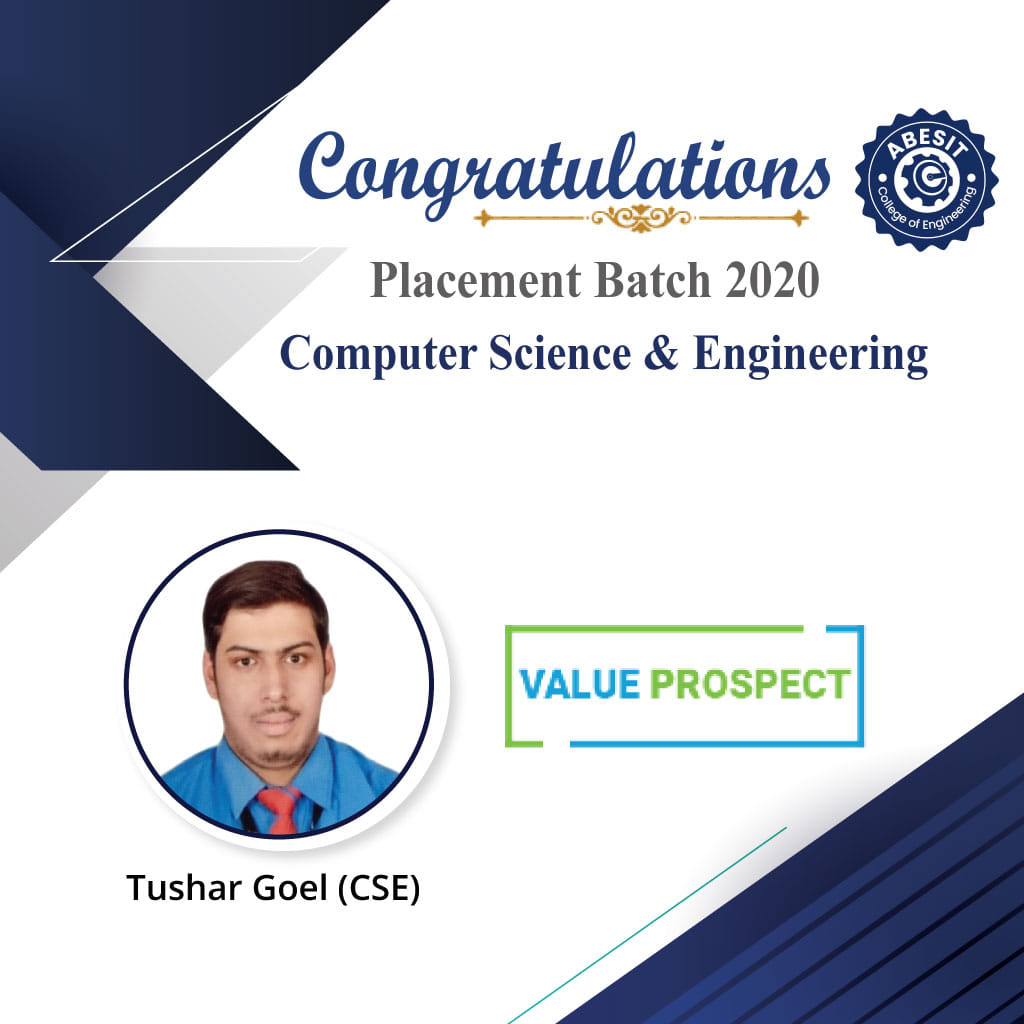 Congratulations
ABESIT
College of Engineering
Placement Batch 2020
Computer Science & Engineering
VALUE PROSPECT
Tushar Goel (CSE)